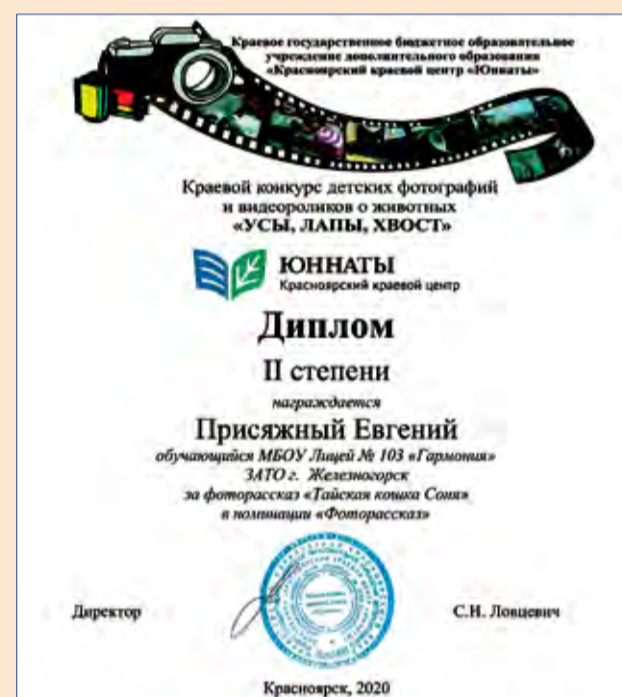 Краевое государственное бюджетное образовательное
учреждение дополнительного образования
«Красноярский краевой центр «Юннаты»
Краевой конкурс детских фотографий
и видеороликов о животных
«УСЫ, ЛАПЫ, ХВОСТ»
ЮННАТЫ
Красноярский краевой центр
Диплом
II степени
награждается
Присяжный Евгений
обучающийся МБОУ Лицей № 103 «Гармония»
ЗАТО г. Железногорск
за фоторассказ «Тайская кошка Соня»
в номинации «Фоторассказ»
Директор
С.Н. Ловцевич
Красноярск, 2020